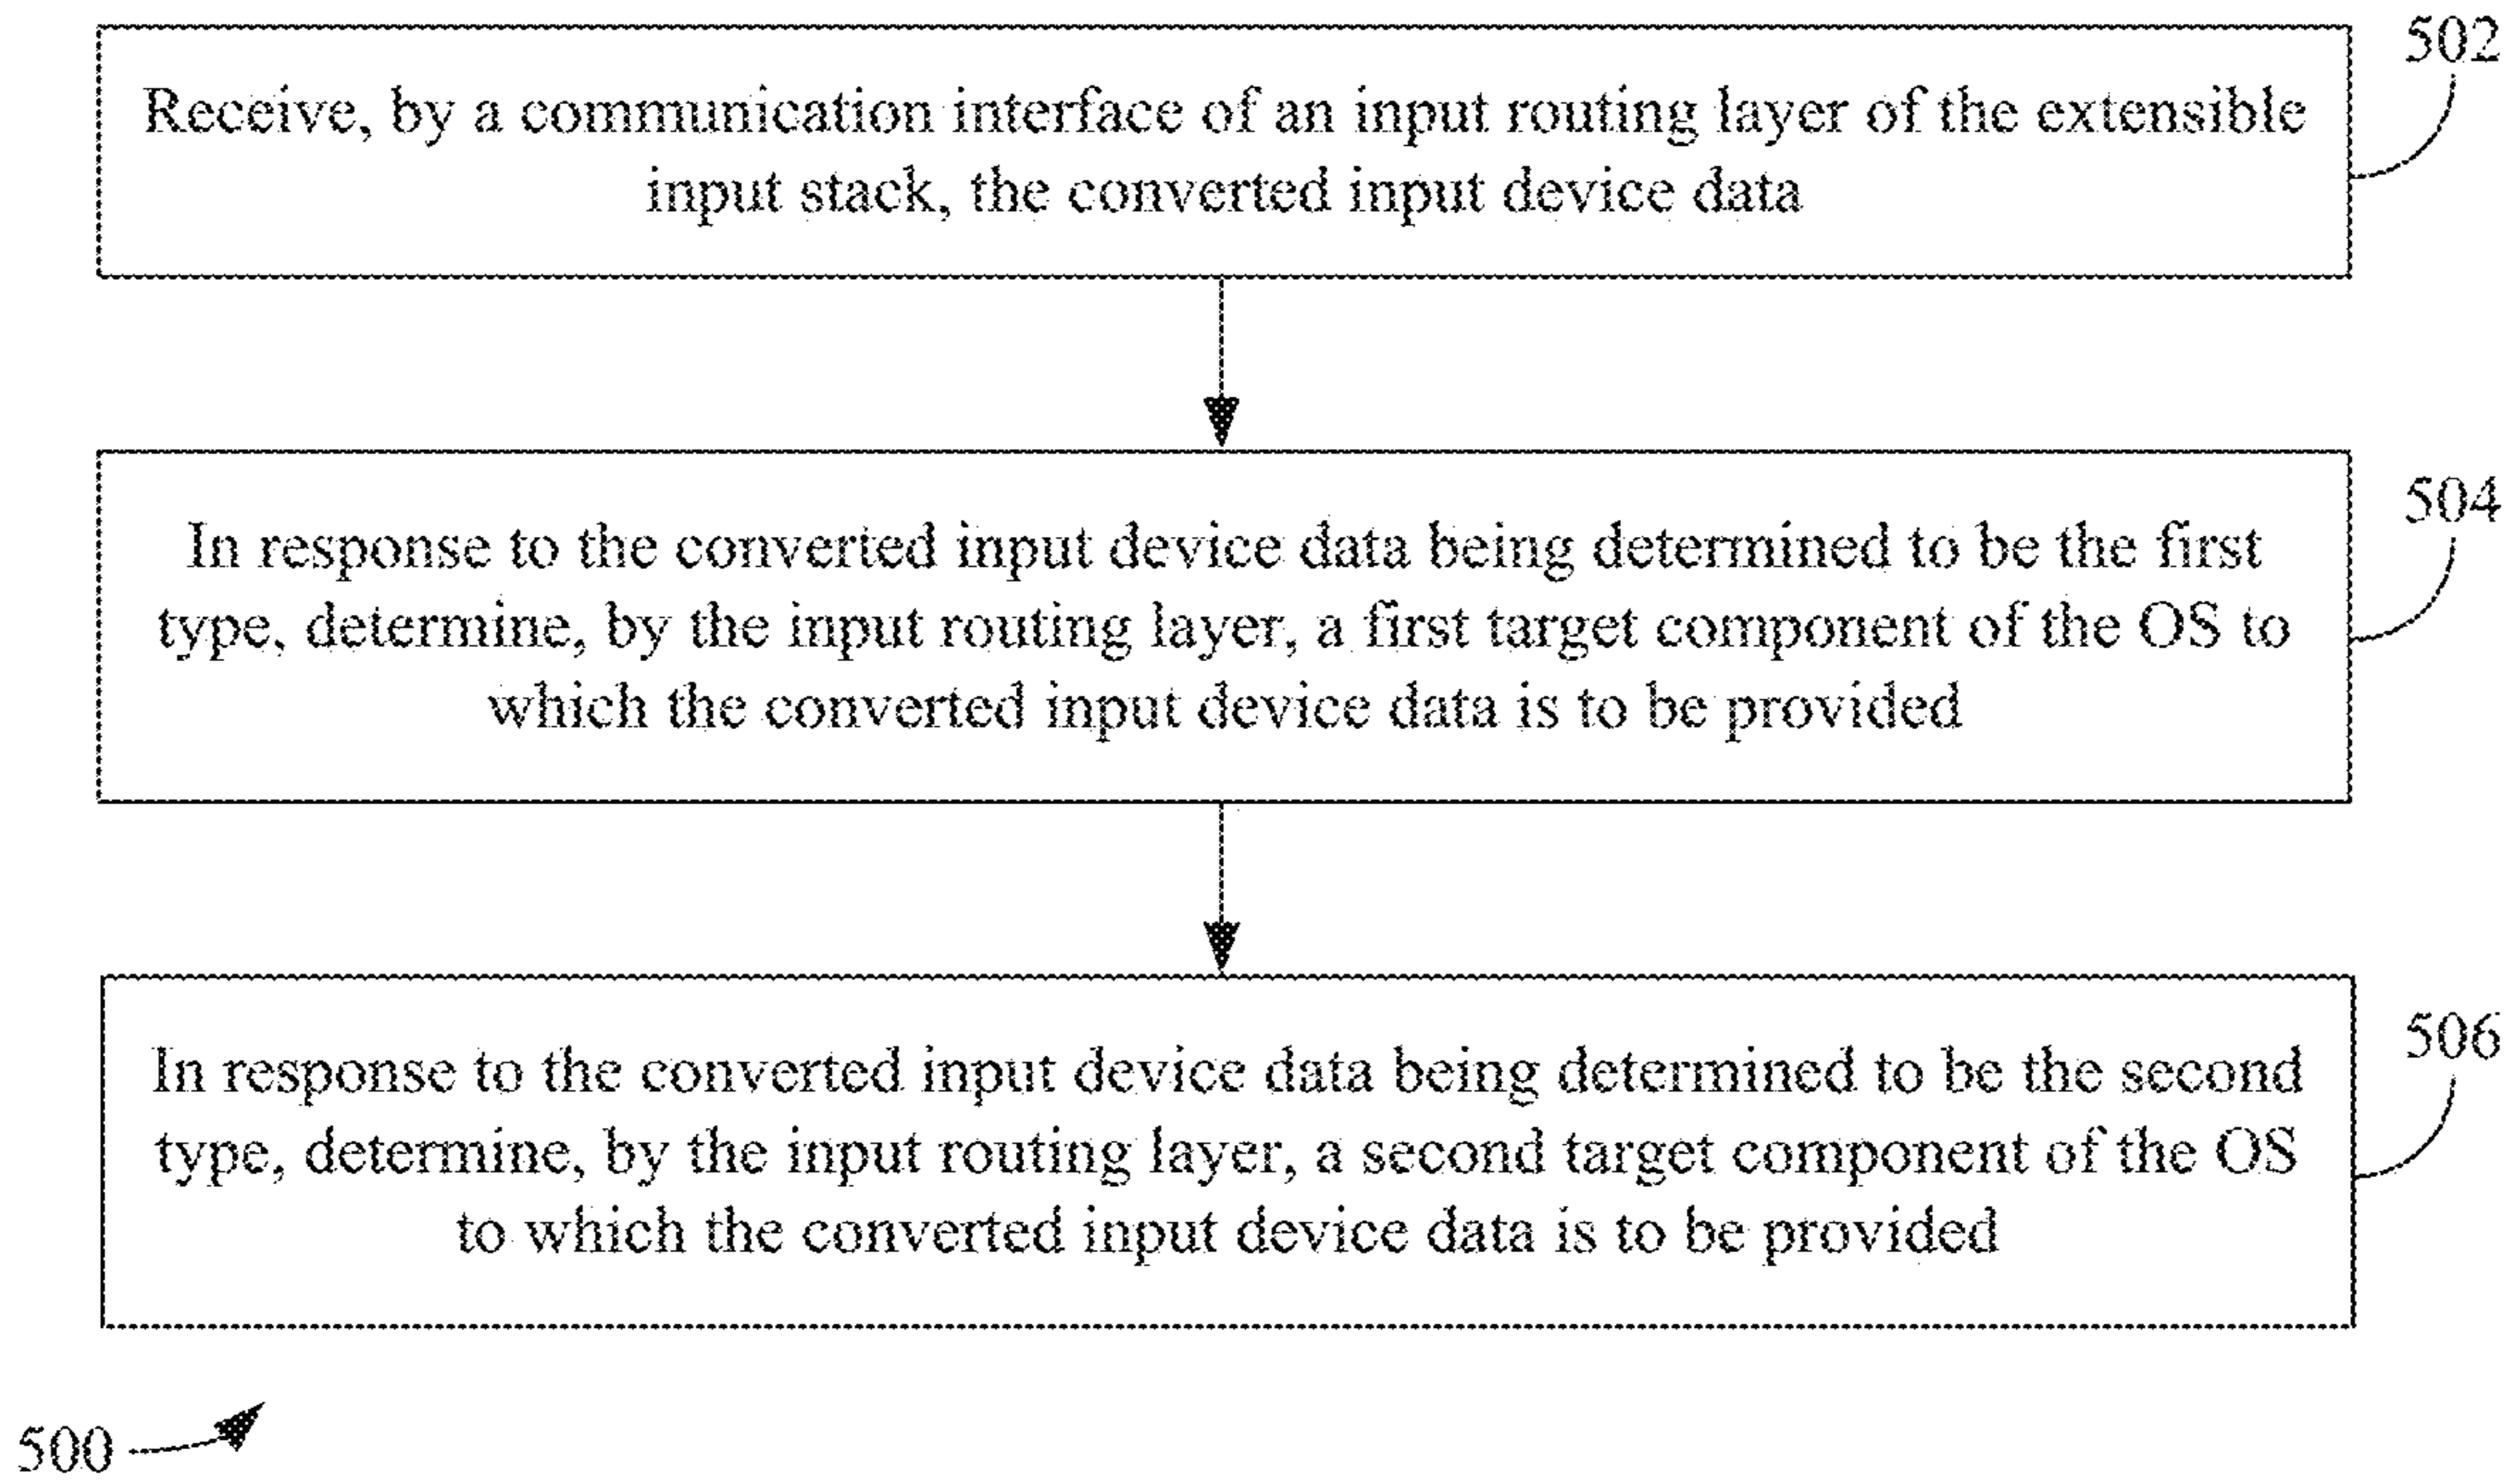 502
Receive, by a communication interface of an input routing layer of the extensible
input stack, the converted input device data
504
In response to the converted input device data being determined to be the first
type, determine, by the input routing layer, a first target component of the OS to
which the converted input device data is to be provided
506
In response to the converted input device data being determined to be the second
type, determine, by the input routing layer, a second target component of the OS
to which the converted input device data is to be provided
500